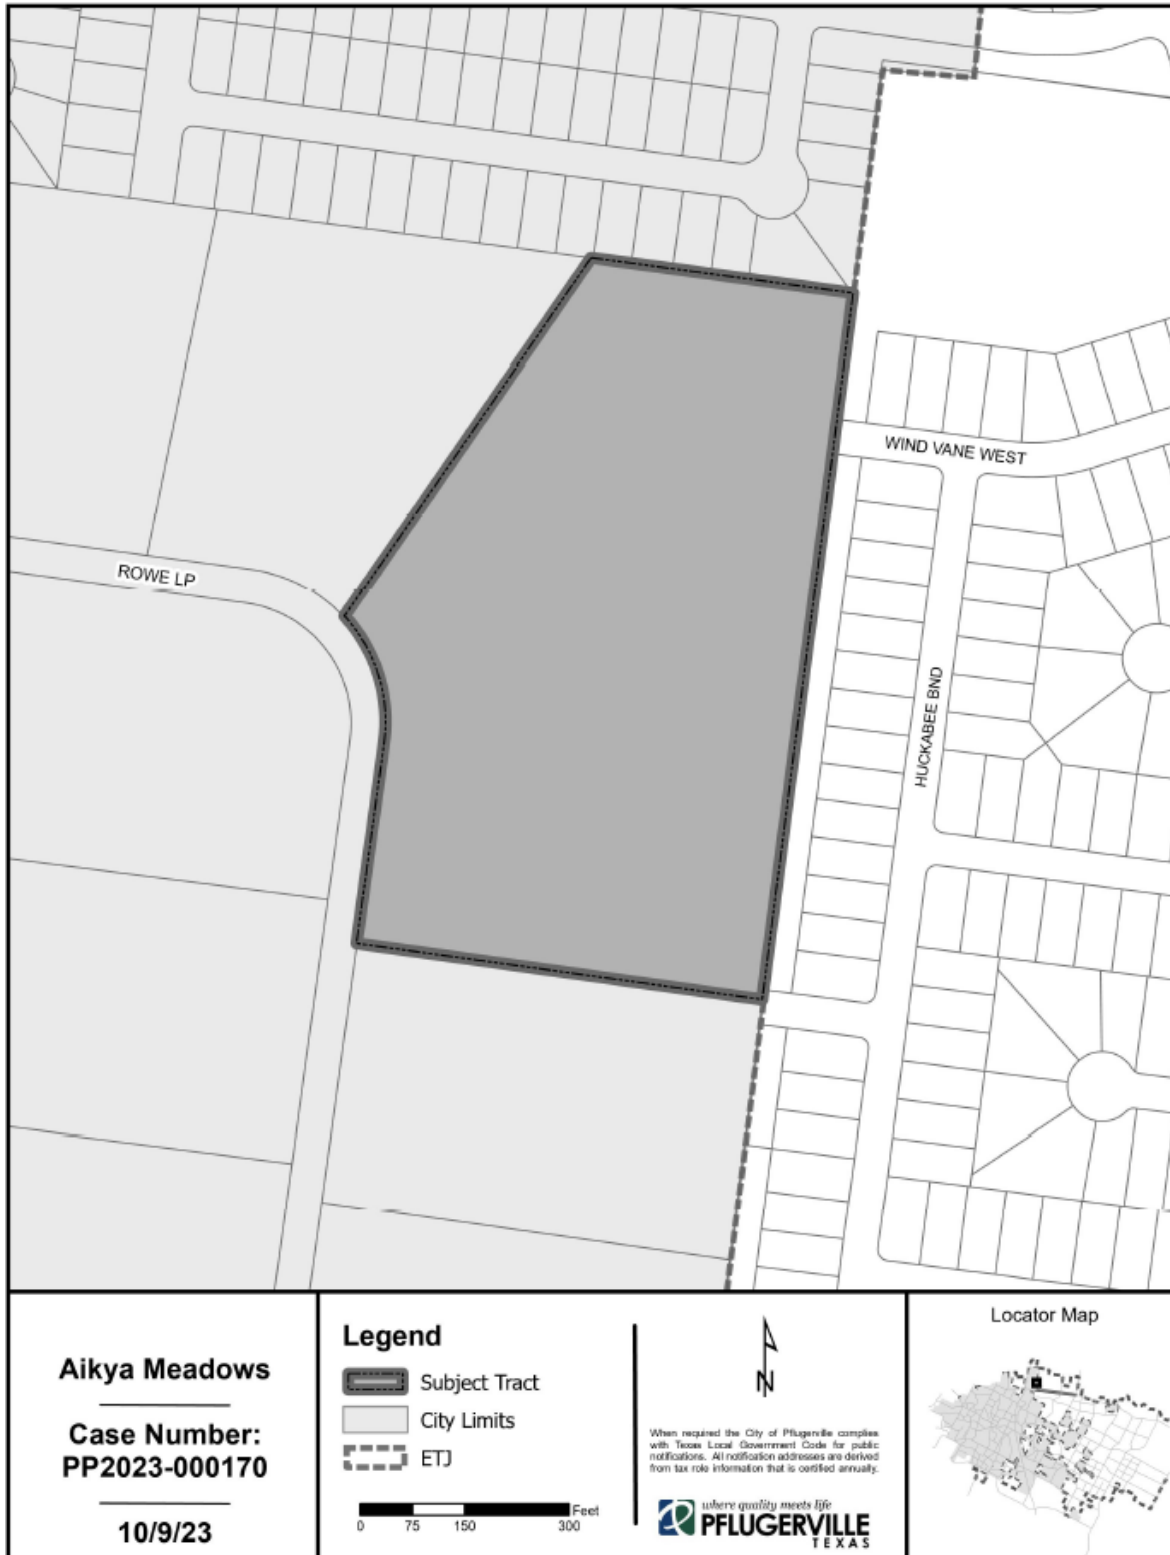 WIND VANE WEST
ROWE LP
HUCKABEE BND
Aikya Meadows
Case Number:
PP2023-000170
10/9/23
Legend
Subject Tract
City Limits
ETJ
Feet
0 75 150 300
N
When required the City of Pflugerville complies
with Texas Local Government Code for public
notifications. All notification addresses are derived
from tax role information that is certified annually.
where quality meets life
PFLUGERVILLE
TEXAS
Locator Map